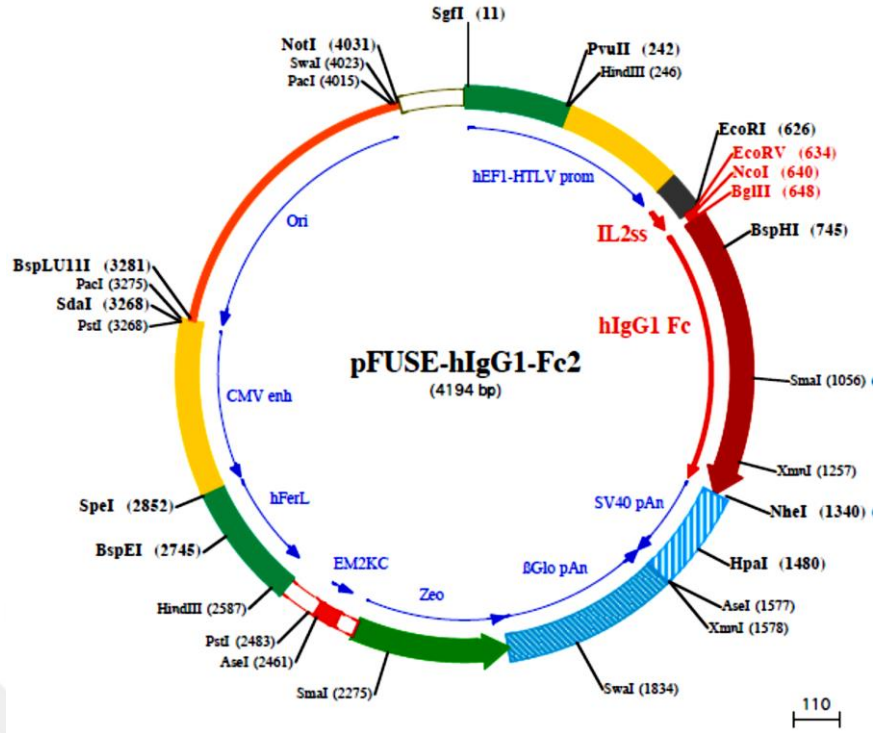 SgfI (11)
NotI (4031)
SwaI (4023)
PacI (4015)
PvuII (242)
HindIII (246)
EcoRI (626)
EcoRV (634)
NcoI (640)
BglII (648)
BspHI (745)
hEF1-HTLV prom
IL2ss
Ori
hIgG1 Fc
BspLU11I (3281)
PacI (3275)
SdaI (3268)
PstI (3268)
pFUSE-hIgG1-Fc2
(4194 bp)
SmaI (1056)
CMV enh
XmnI (1257)
hFerL
SV40 pAn
NheI (1340)
SpeI (2852)
BspEI (2745)
HpaI (1480)
EM2KC
ßGlo pAn
Zeo
HindIII (2587)
AseI (1577)
XmnI (1578)
PstI (2483)
AseI (2461)
SmaI (2275)
SwaI (1834)
110